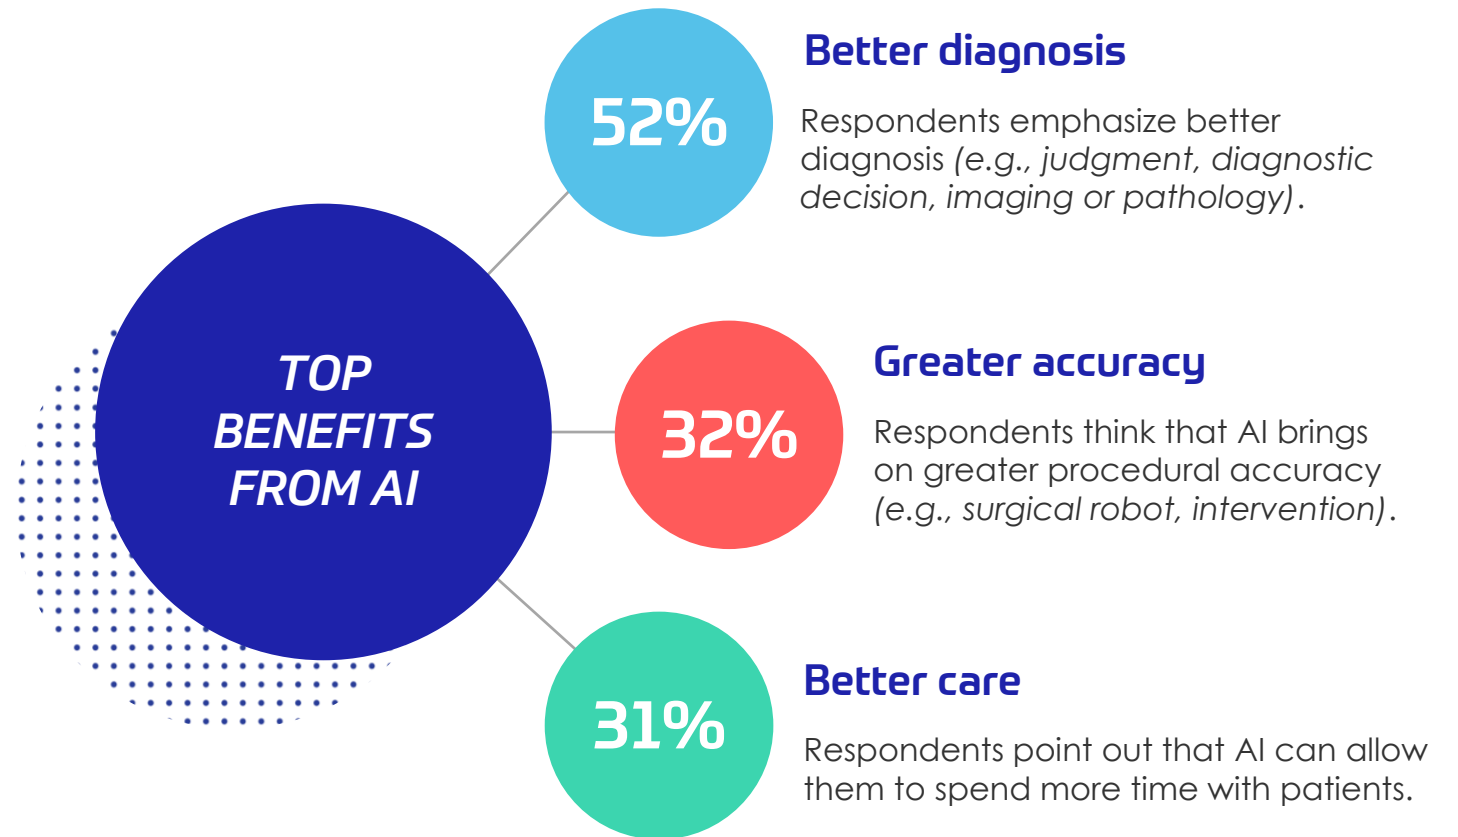 TOP
BENEFITS
FROM AI
52%
Better diagnosis
Respondents emphasize better
diagnosis (e.g., judgment, diagnostic
decision, imaging or pathology).
32%
Greater accuracy
Respondents think that AI brings
on greater procedural accuracy
(e.g., surgical robot, intervention).
31%
Better care
Respondents point out that AI can allow
them to spend more time with patients.